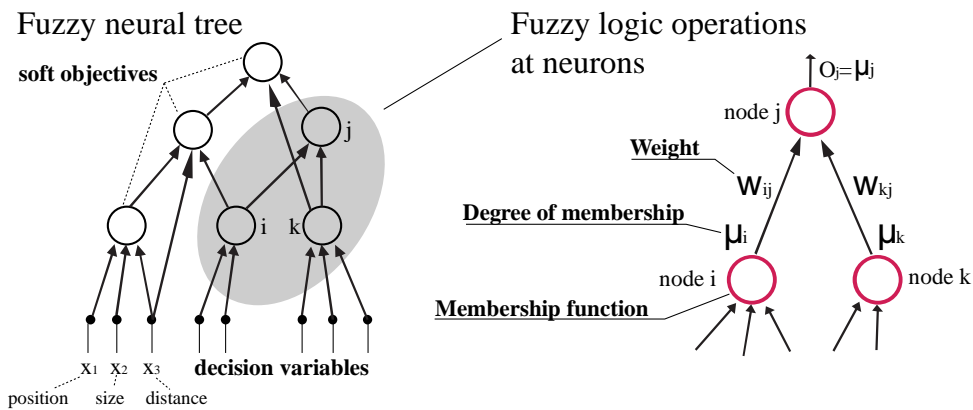 Fuzzy neural tree
soft objectives
j
i
k
x1
x2
x3
decision variables
position
size
distance
Fuzzy logic operations
at neurons
Oj=μj
node j
Weight
wij
wkj
Degree of membership
μi
μk
node i
node k
Membership function